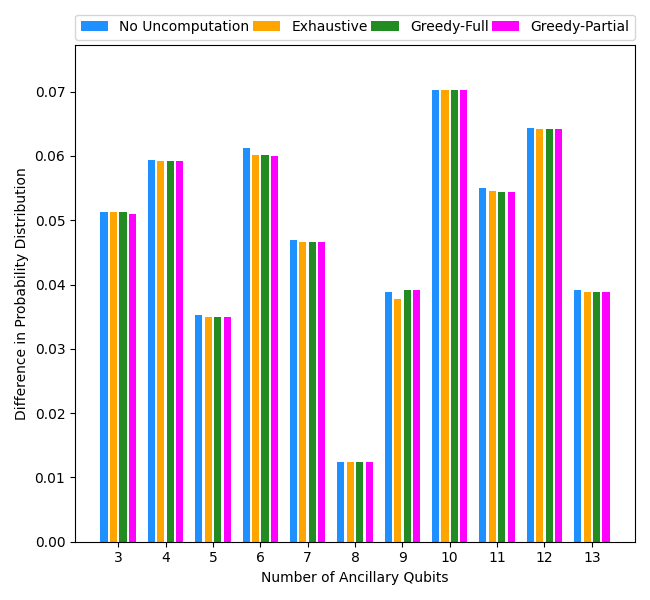 No Uncomputation Exhaustive Greedy-Full Greedy-Partial
Difference in Probability Distribution
0.07
0.06
0.05
0.04
0.03
0.02
0.01
0.00
3 4 5 6 7 8 9 10 11 12 13
Number of Ancillary Qubits